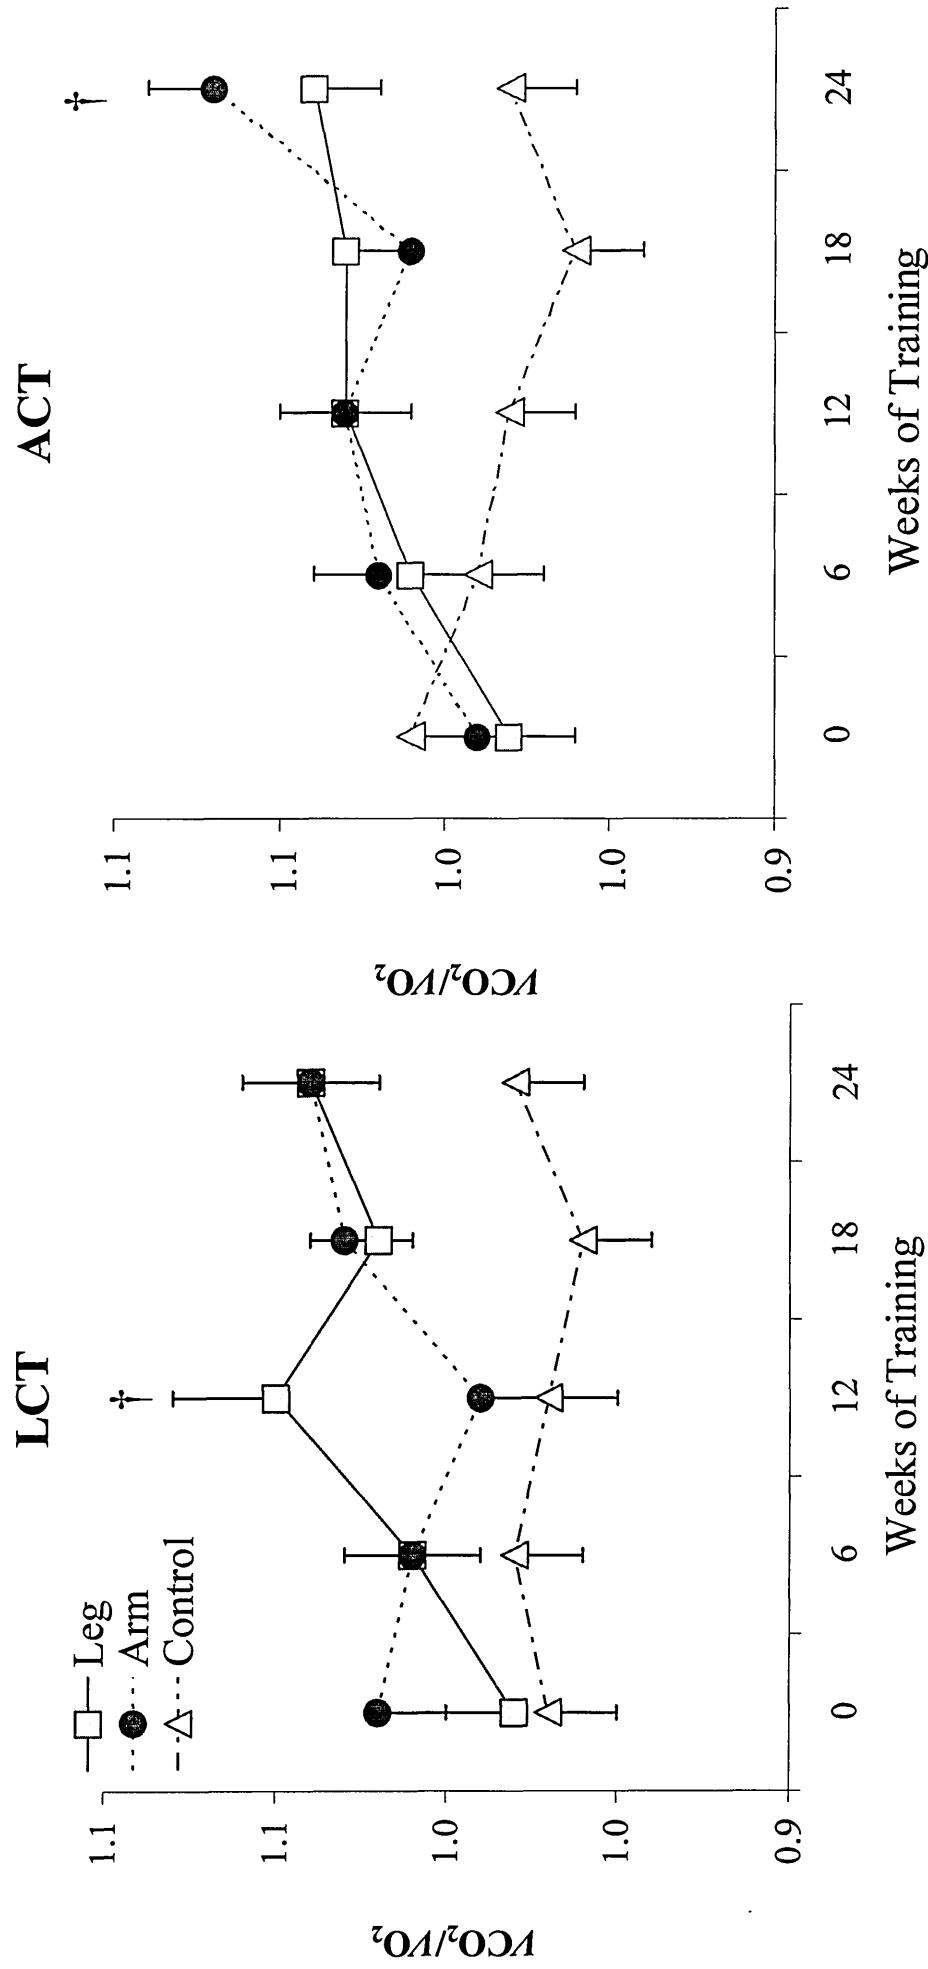 LCT
Leg
Arm
Control
VCO₂/VO₂
1.1
1.1
1.0
1.0
0.9
0
6
12
18
24
Weeks of Training
†
ACT
VCO₂/VO₂
1.1
1.1
1.0
1.0
0.9
0
6
12
18
24
Weeks of Training
†